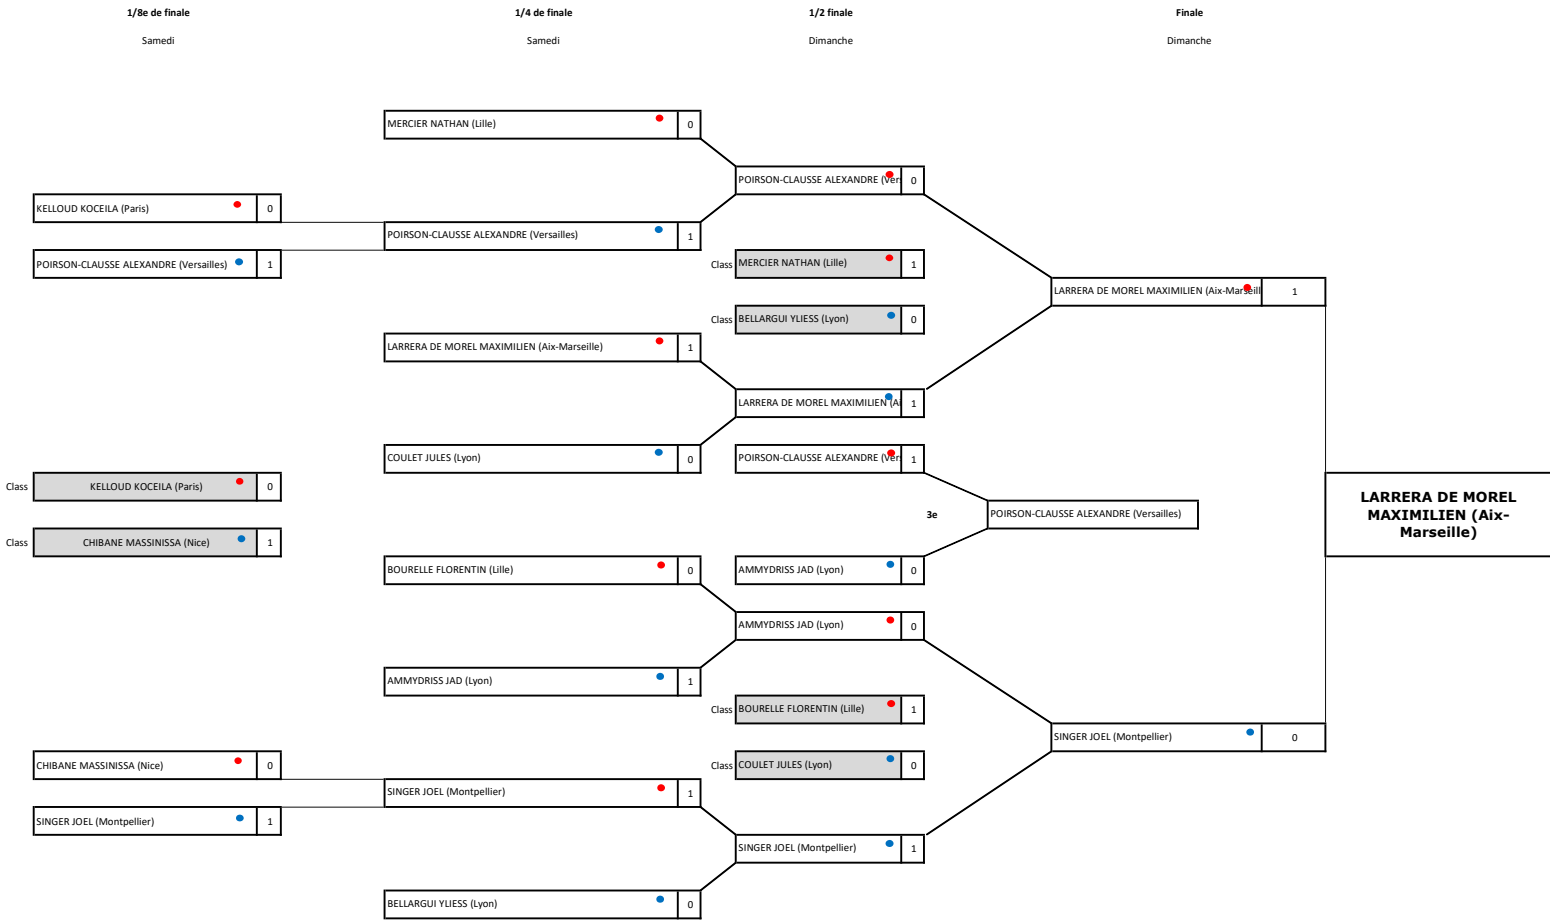 1/8e de finale
1/4 de finale
1/2 finale
Finale
Samedi
Samedi
Dimanche
Dimanche
MERCIER NATHAN (Lille) 0
POIRSON-CLAUSSE ALEXANDRE (Ver 0
KELLOUD KOCEILA (Paris) 0
POIRSON-CLAUSSE ALEXANDRE (Versailles) 1
POIRSON-CLAUSSE ALEXANDRE (Versailles) 1
Class MERCIER NATHAN (Lille) 1
LARRERA DE MOREL MAXIMILIEN (Aix-Marseill 1
Class BELLARGUI YLIESS (Lyon) 0
LARRERA DE MOREL MAXIMILIEN (Aix-Marseille) 1
LARRERA DE MOREL MAXIMILIEN (Ai 1
COULET JULES (Lyon) 0
POIRSON-CLAUSSE ALEXANDRE (Ver 1
Class KELLOUD KOCEILA (Paris) 0
3e POIRSON-CLAUSSE ALEXANDRE (Versailles)
LARRERA DE MOREL
MAXIMILIEN (Aix-
Marseille)
Class CHIBANE MASSINISSA (Nice) 1
BOURELLE FLORENTIN (Lille) 0
AMMYDRISS JAD (Lyon) 0
AMMYDRISS JAD (Lyon) 0
AMMYDRISS JAD (Lyon) 1
Class BOURELLE FLORENTIN (Lille) 1
SINGER JOEL (Montpellier) 0
CHIBANE MASSINISSA (Nice) 0
Class COULET JULES (Lyon) 0
SINGER JOEL (Montpellier) 1
SINGER JOEL (Montpellier) 1
SINGER JOEL (Montpellier) 1
BELLARGUI YLIESS (Lyon) 0